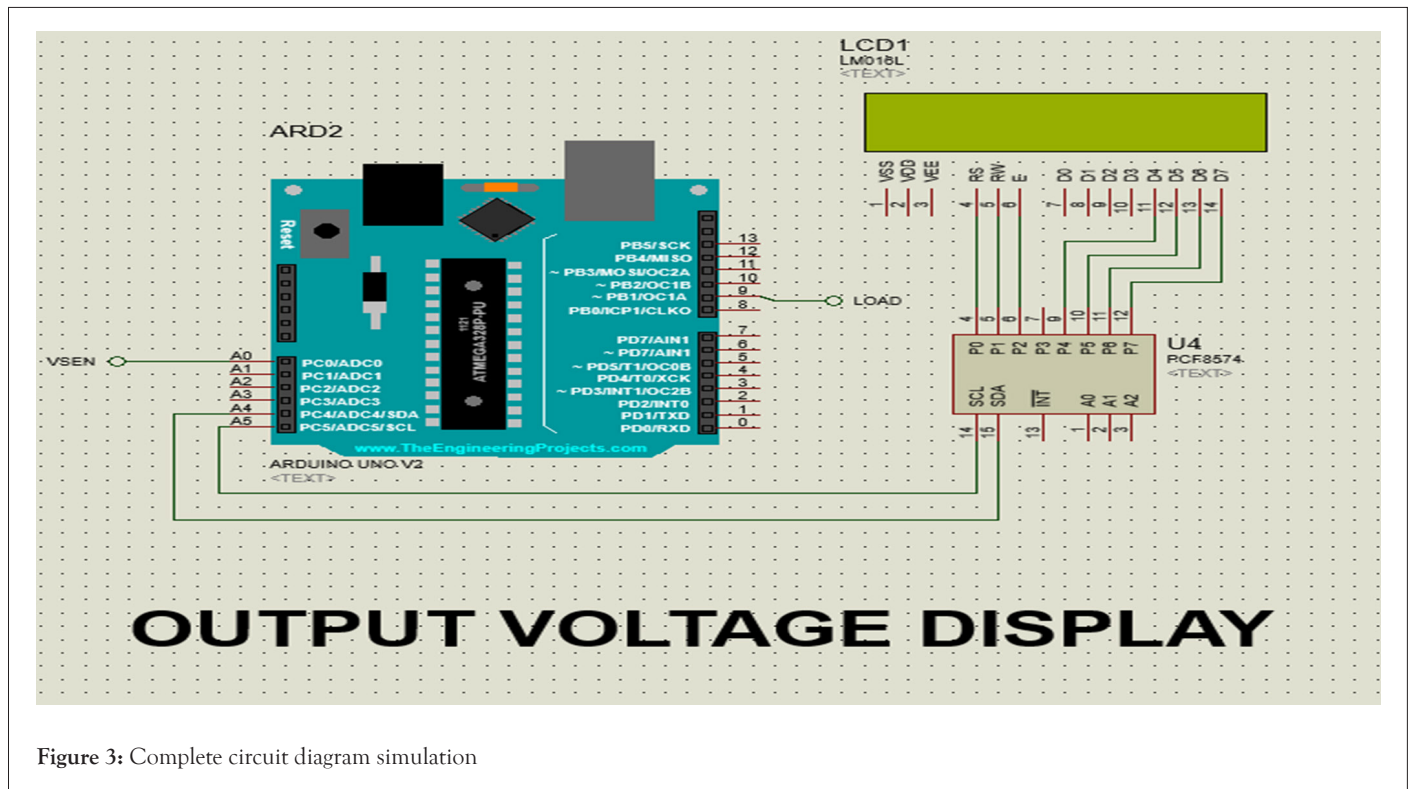 LCD1
LM016L
<TEXT>
ARD2
VSS
VDD
VEE
RS
RW
E
D0
D1
D2
D3
D4
D5
D6
D7
1
2
3
4
5
6
7
8
9
10
11
12
13
14
Reset
1121
ATMEGA328P-PU
PB5/SCK 13
PB4/MISO 12
~ PB3/MOSI/OC2A 11
~ PB2/OC1B 10
~ PB1/OC1A 9
PB0/ICP1/CLKO 8
LOAD
PD7/AIN1 7
~ PD7/AIN1 6
~ PD5/T1/OC0B 5
PD4/T0/XCK 4
~ PD3/INT1/OC2B 3
PD2/INT0 2
PD1/TXD 1
PD0/RXD 0
VSEN
A0 PC0/ADC0
A1 PC1/ADC1
A2 PC2/ADC2
A3 PC3/ADC3
A4 PC4/ADC4/SDA
A5 PC5/ADC5/SCL
www.TheEngineeringProjects.com
ARDUINO UNO V2
<TEXT>
4
5
6
7
9
10
11
12
P0
P1
P2
P3
P4
P5
P6
P7
U4
PCF8574
<TEXT>
SCL
SDA
INT
A0
A1
A2
14
15
13
1
2
3
OUTPUT VOLTAGE DISPLAY
Figure 3: Complete circuit diagram simulation